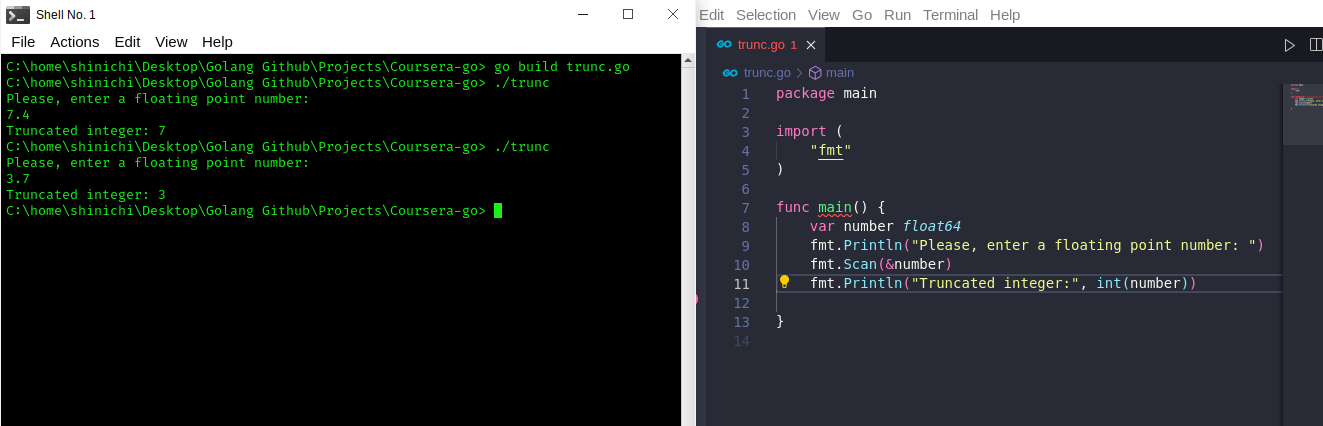 Shell No. 1
File Actions Edit View Help
C:\home\shinichi\Desktop\Golang Github\Projects\Coursera-go> go build trunc.go
C:\home\shinichi\Desktop\Golang Github\Projects\Coursera-go> ./trunc
Please, enter a floating point number:
7.4
Truncated integer: 7
C:\home\shinichi\Desktop\Golang Github\Projects\Coursera-go> ./trunc
Please, enter a floating point number:
3.7
Truncated integer: 3
C:\home\shinichi\Desktop\Golang Github\Projects\Coursera-go>
Edit Selection View Go Run Terminal Help
trunc.go 1
trunc.go > main
1 package main
2
3 import (
4     "fmt"
5 )
6
7 func main() {
8     var number float64
9     fmt.Println("Please, enter a floating point number: ")
10     fmt.Scan(&number)
11     fmt.Println("Truncated integer:", int(number))
12
13 }
14